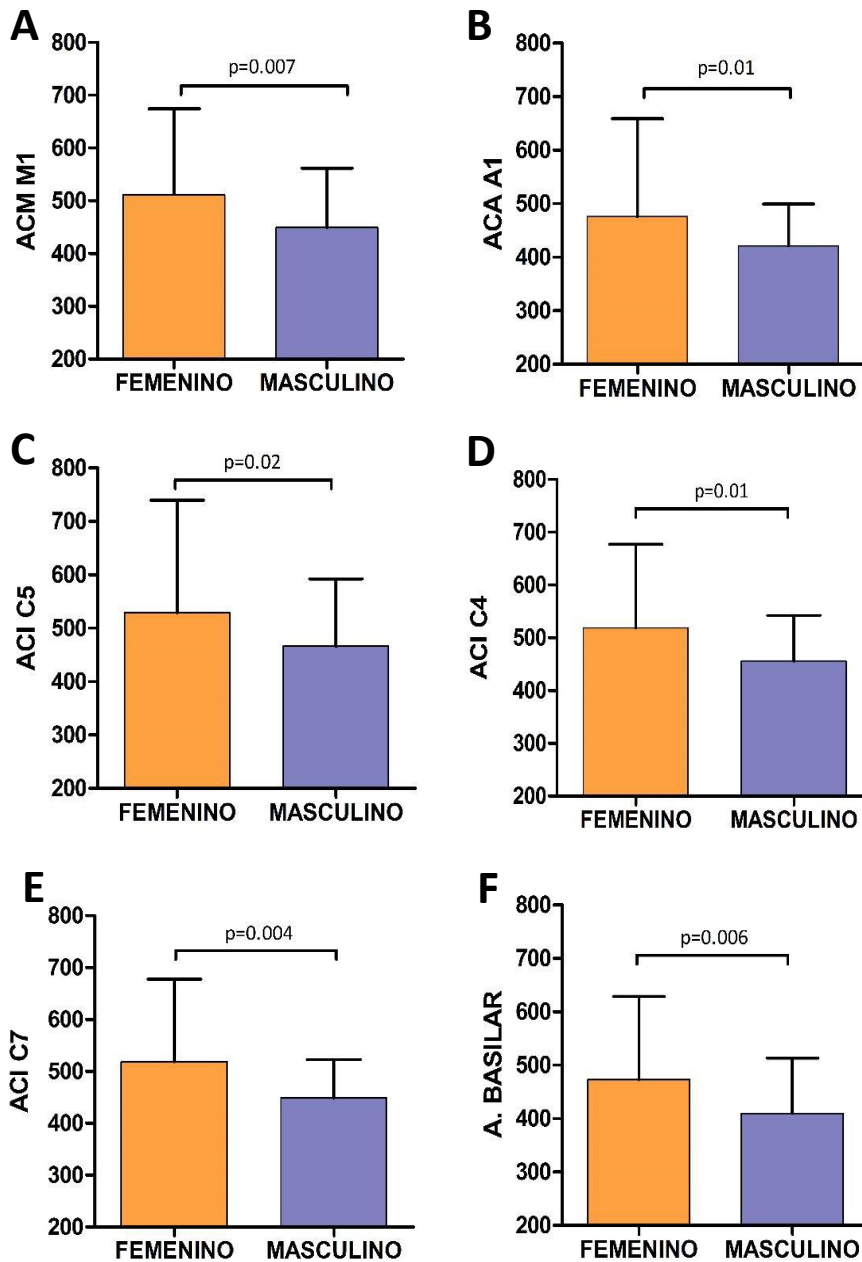 A
ACM M1
800
700
600
500
400
300
200
p=0.007
FEMENINO MASCULINO
B
ACA A1
800
700
600
500
400
300
200
p=0.01
FEMENINO MASCULINO
C
ACI C5
800
700
600
500
400
300
200
p=0.02
FEMENINO MASCULINO
D
ACI C4
800
700
600
500
400
300
200
p=0.01
FEMENINO MASCULINO
E
ACI C7
800
700
600
500
400
300
200
p=0.004
FEMENINO MASCULINO
F
A. BASILAR
800
700
600
500
400
300
200
p=0.006
FEMENINO MASCULINO